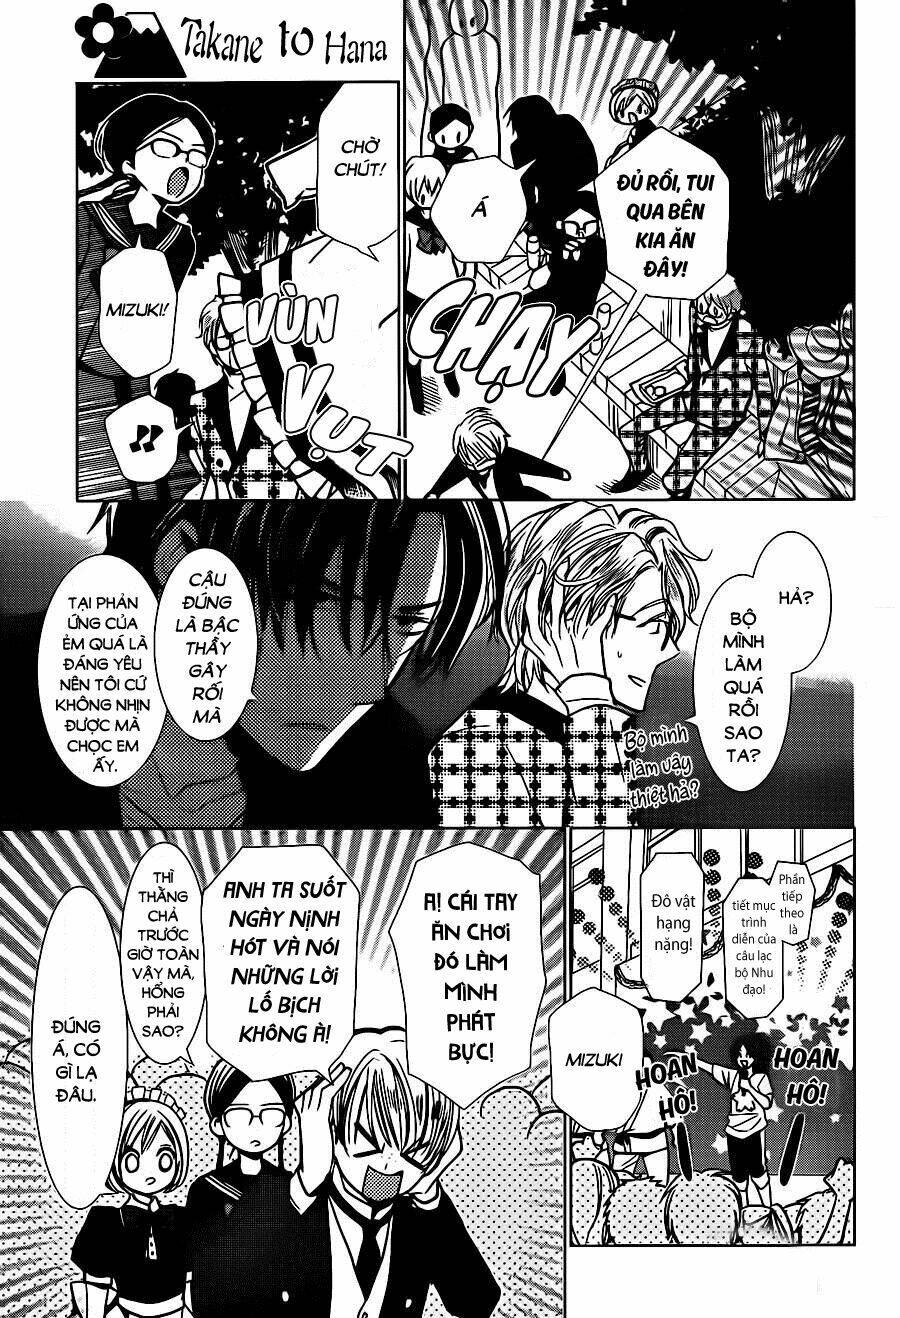 Takane to Hana
ĐỦ RỒI, TUI
QUA BÊN
KIA ĂN
ĐÂY!
Á
CHẠY
CHỜ
CHÚT!
MIZUKI!
VÙN
VỤT
HẢ?
BỘ
MÌNH
LÀM
QUÁ
RỒI
SAO
TA?
Bộ mình
làm vậy
thiệt hả?
CẬU
ĐÚNG
LÀ BẬC
THẦY
GÂY
RỐI
MÀ
TẠI PHẢN
ỨNG CỦA
ẺM QUÁ LÀ
ĐÁNG YÊU
NÊN TÔI CỨ
KHÔNG NHỊN
ĐƯỢC MÀ
CHỌC EM
ẤY.
Phần
tiếp
theo
là
tiết mục
trình
diễn của
câu lạc
bộ Nhu
đạo!
Đô vật
hạng
nặng!
MIZUKI
HOAN
HÔ!
HOAN
HÔ!
A! CÁI TAY
ĂN CHƠI
ĐÓ LÀM
MÌNH
PHÁT
BỰC!
ANH TA SUỐT
NGÀY NỊNH
HÓT VÀ NÓI
NHỮNG LỜI
LỐ BỊCH
KHÔNG À!
THÌ
THẰNG
CHẢ
TRƯỚC
GIỜ TOÀN
VẬY MÀ,
HỔNG
PHẢI
SAO?
ĐÚNG
Á, CÓ
GÌ LẠ
ĐÂU.